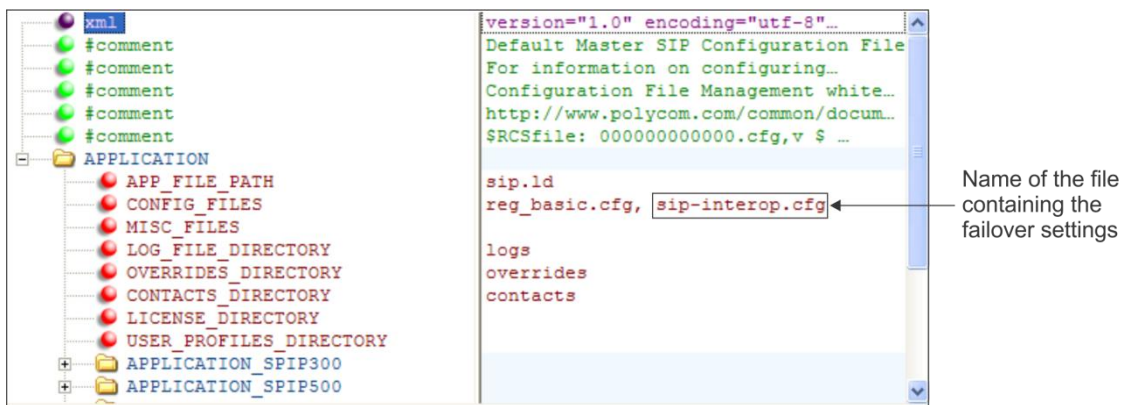 xml version="1.0" encoding="utf-8"…
#comment Default Master SIP Configuration File
#comment For information on configuring…
#comment Configuration File Management white…
#comment http://www.polycom.com/common/docum…
#comment $RCSfile: 000000000000.cfg,v $ …
APPLICATION
APP_FILE_PATH sip.ld
CONFIG_FILES reg_basic.cfg, sip-interop.cfg
MISC_FILES
LOG_FILE_DIRECTORY logs
OVERRIDES_DIRECTORY overrides
CONTACTS_DIRECTORY contacts
LICENSE_DIRECTORY
USER_PROFILES_DIRECTORY
APPLICATION_SPIP300
APPLICATION_SPIP500
Name of the file
containing the
failover settings